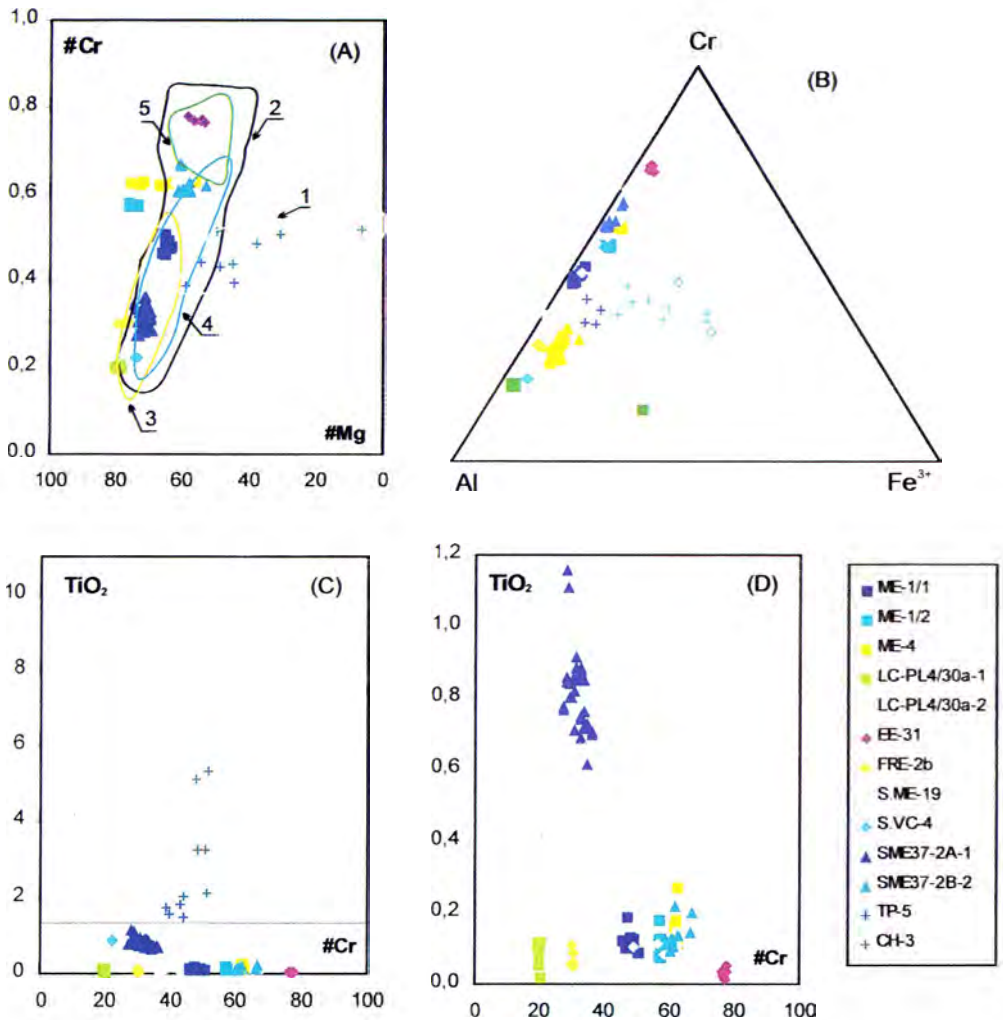 1,0
#Cr
(A)
0.8
5
2
0.6
1
0.4
4
0.2
3
#Mg
0.0
100
80
60
40
20
0
Cr
(B)
Al
Fe³⁺
TiO₂
(C)
10
8
6
4
2
#Cr
0
0
20
40
60
80
100
1,2
TiO₂
(D)
1,0
0.8
0.6
0.4
0.2
#Cr
0.0
0
20
40
60
80
100
ME-1/1
ME-1/2
ME-4
LC-PL4/30a-1
LC-PL4/30a-2
EE-31
FRE-2b
S.ME-19
S.VC-4
SME37-2A-1
SME37-2B-2
TP-5
CH-3